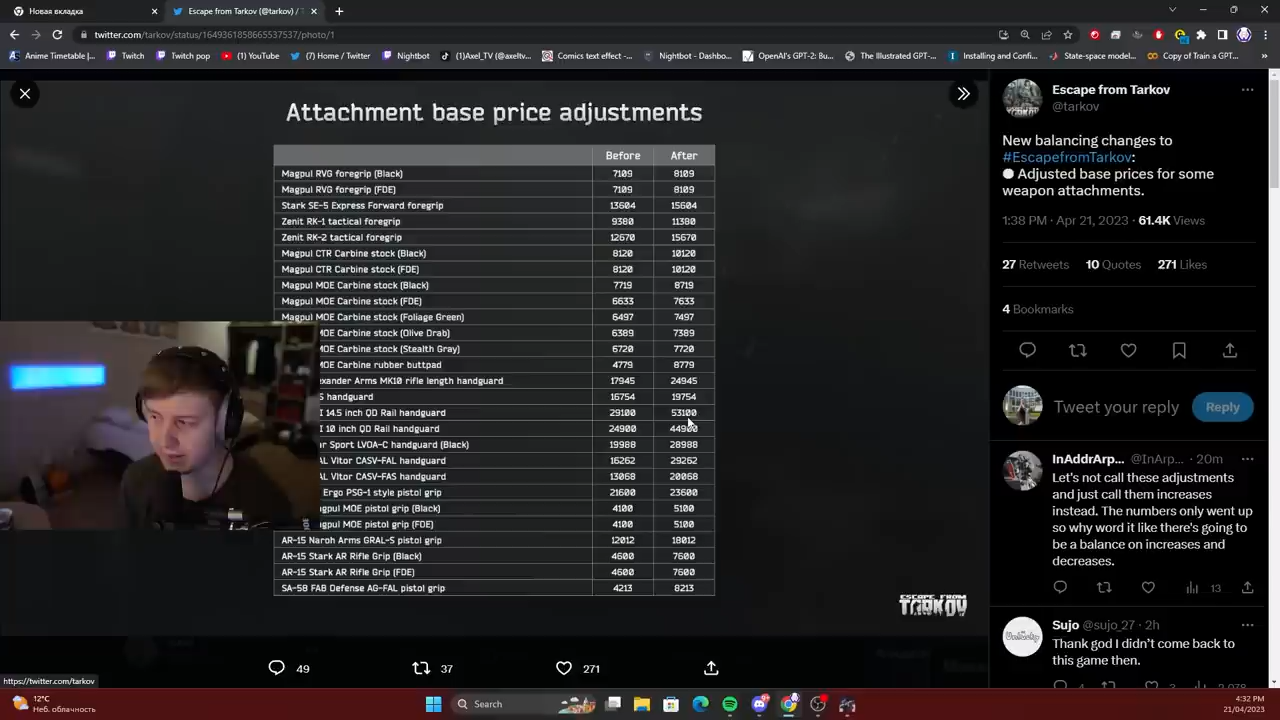 Новая вкладка
Escape from Tarkov (@tarkov) /
twitter.com/tarkov/status/1649361858665537537/photo/1
Anime Timetable |...
Twitch
Twitch pop
(1) YouTube
(7) Home / Twitter
Nightbot
(1) AxeL TV (@axeltv...
Comics text effect -...
Nightbot - Dashbo...
OpenAI's GPT-2: Bu...
The Illustrated GPT-...
Installing and Confi...
State-space model...
Copy of Train a GPT...
Attachment base price adjustments
Before After
Magpul RVG foregrip (Black) 7109 8109
Magpul RVG foregrip (FDE) 7109 8109
Stark SE-5 Express Forward foregrip 13604 15604
Zenit RK-1 tactical foregrip 9380 11380
Zenit RK-2 tactical foregrip 12670 15670
Magpul CTR Carbine stock (Black) 8120 10120
Magpul CTR Carbine stock (FDE) 8120 10120
Magpul MOE Carbine stock (Black) 7719 8719
Magpul MOE Carbine stock (FDE) 6633 7633
Magpul MOE Carbine stock (Foliage Green) 6497 7497
MOE Carbine stock (Olive Drab) 6389 7389
MOE Carbine stock (Stealth Gray) 6720 7720
MOE Carbine rubber buttpad 4779 8779
exander Arms MK10 rifle length handguard 17945 24945
S handguard 16754 19754
I 14.5 inch QD Rail handguard 29100 53100
I 10 inch QD Rail handguard 24900 44900
ar Sport LVOA-C handguard (Black) 19988 28988
AL Vltor CASV-FAL handguard 16262 29262
AL Vltor CASV-FAS handguard 13068 20068
Ergo PSG-1 style pistol grip 21600 23600
gpul MOE pistol grip (Black) 4100 5100
gpul MOE pistol grip (FDE) 4100 5100
AR-15 Naroh Arms GRAL-S pistol grip 12012 18012
AR-15 Stark AR Rifle Grip (Black) 4600 7600
AR-15 Stark AR Rifle Grip (FDE) 4600 7600
SA-58 FAB Defense AG-FAL pistol grip 4213 8213
ESCAPE FROM
TARKOV
49
37
271
https://twitter.com/tarkov
Escape from Tarkov
@tarkov
New balancing changes to
#EscapefromTarkov:
Adjusted base prices for some
weapon attachments.
1:38 PM · Apr 21, 2023 · 61.4K Views
27 Retweets 10 Quotes 271 Likes
4 Bookmarks
Tweet your reply
Reply
InAddrArp... @InArp... · 20m
Let's not call these adjustments
and just call them increases
instead. The numbers only went up
so why word it like there's going to
be a balance on increases and
decreases.
13
Sujo @sujo_27 · 2h
Thank god I didn't come back to
this game then.
12°C
Неб. облачность
Search
4:32 PM
21/04/2023